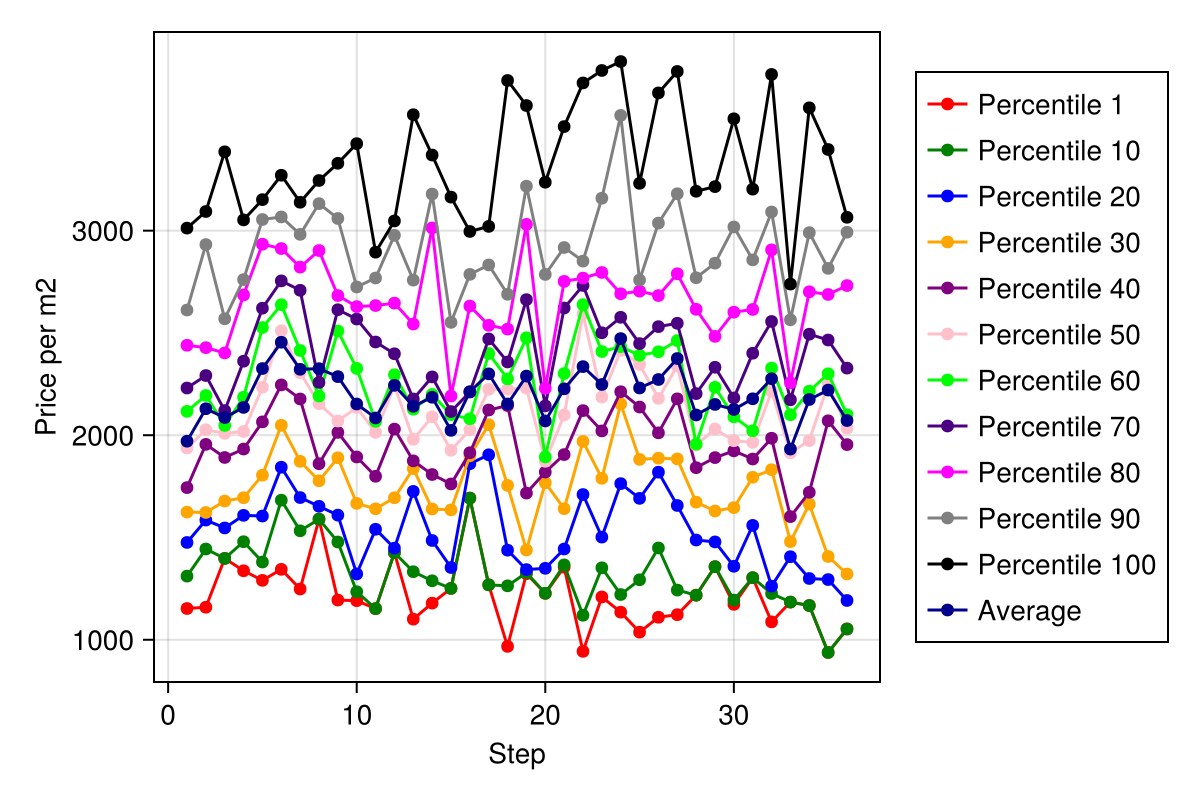 Price per m2
3000
2000
1000
0
10
20
30
Step
Percentile 1
Percentile 10
Percentile 20
Percentile 30
Percentile 40
Percentile 50
Percentile 60
Percentile 70
Percentile 80
Percentile 90
Percentile 100
Average